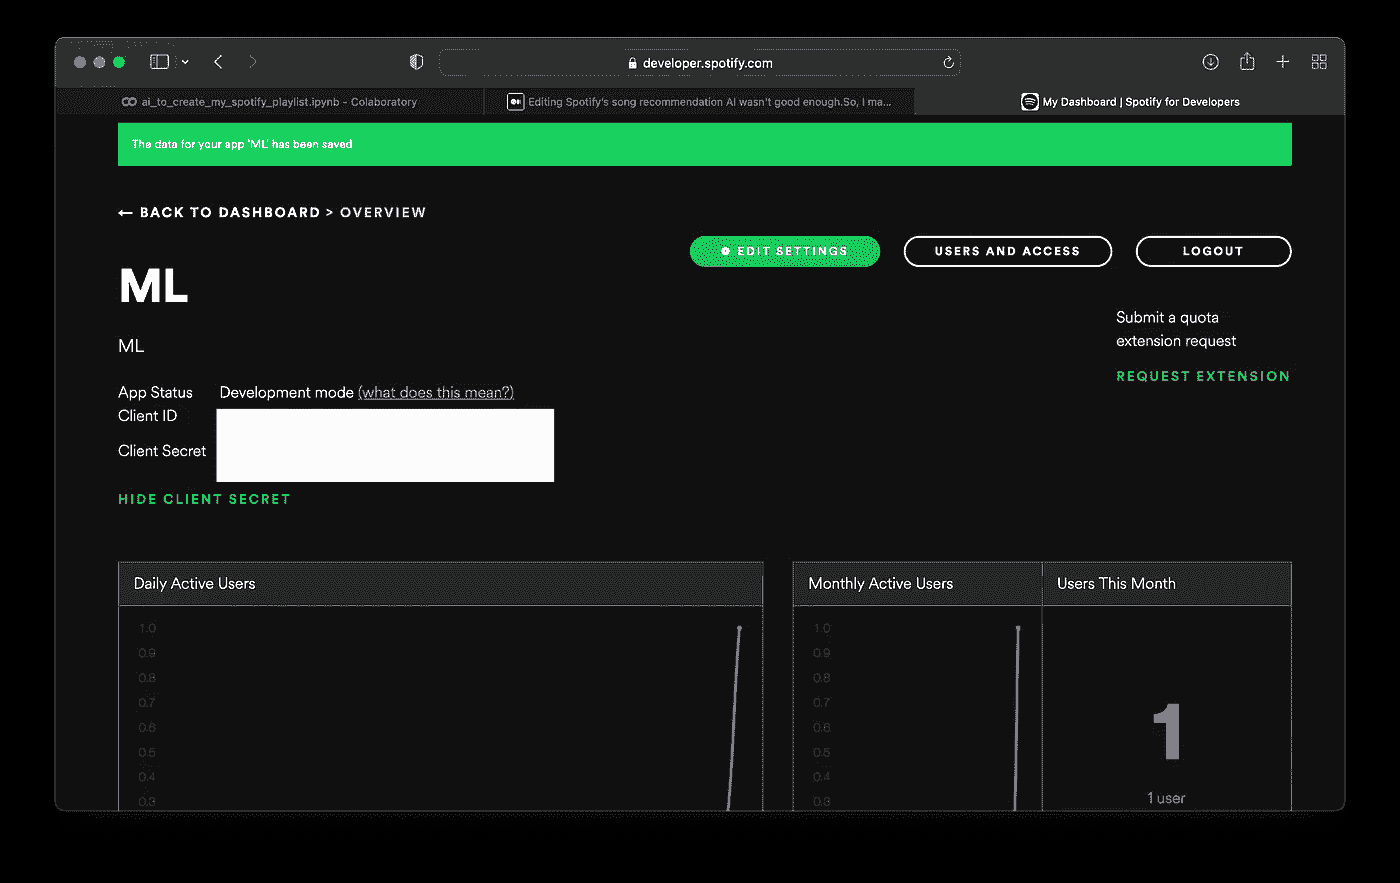 developer.spotify.com
ai_to_create_my_spotify_playlist.ipynb - Colaboratory
Editing Spotify's song recommendation AI wasn't good enough.So, I ma...
My Dashboard | Spotify for Developers
The data for your app 'ML' has been saved
← BACK TO DASHBOARD > OVERVIEW
EDIT SETTINGS
USERS AND ACCESS
LOGOUT
ML
Submit a quota
extension request
REQUEST EXTENSION
ML
App Status Development mode (what does this mean?)
Client ID
Client Secret
HIDE CLIENT SECRET
Daily Active Users
1.0
0.9
0.8
0.7
0.6
0.5
0.4
0.3
Monthly Active Users
1.0
0.9
0.8
0.7
0.6
0.5
0.4
0.3
Users This Month
1
1 user